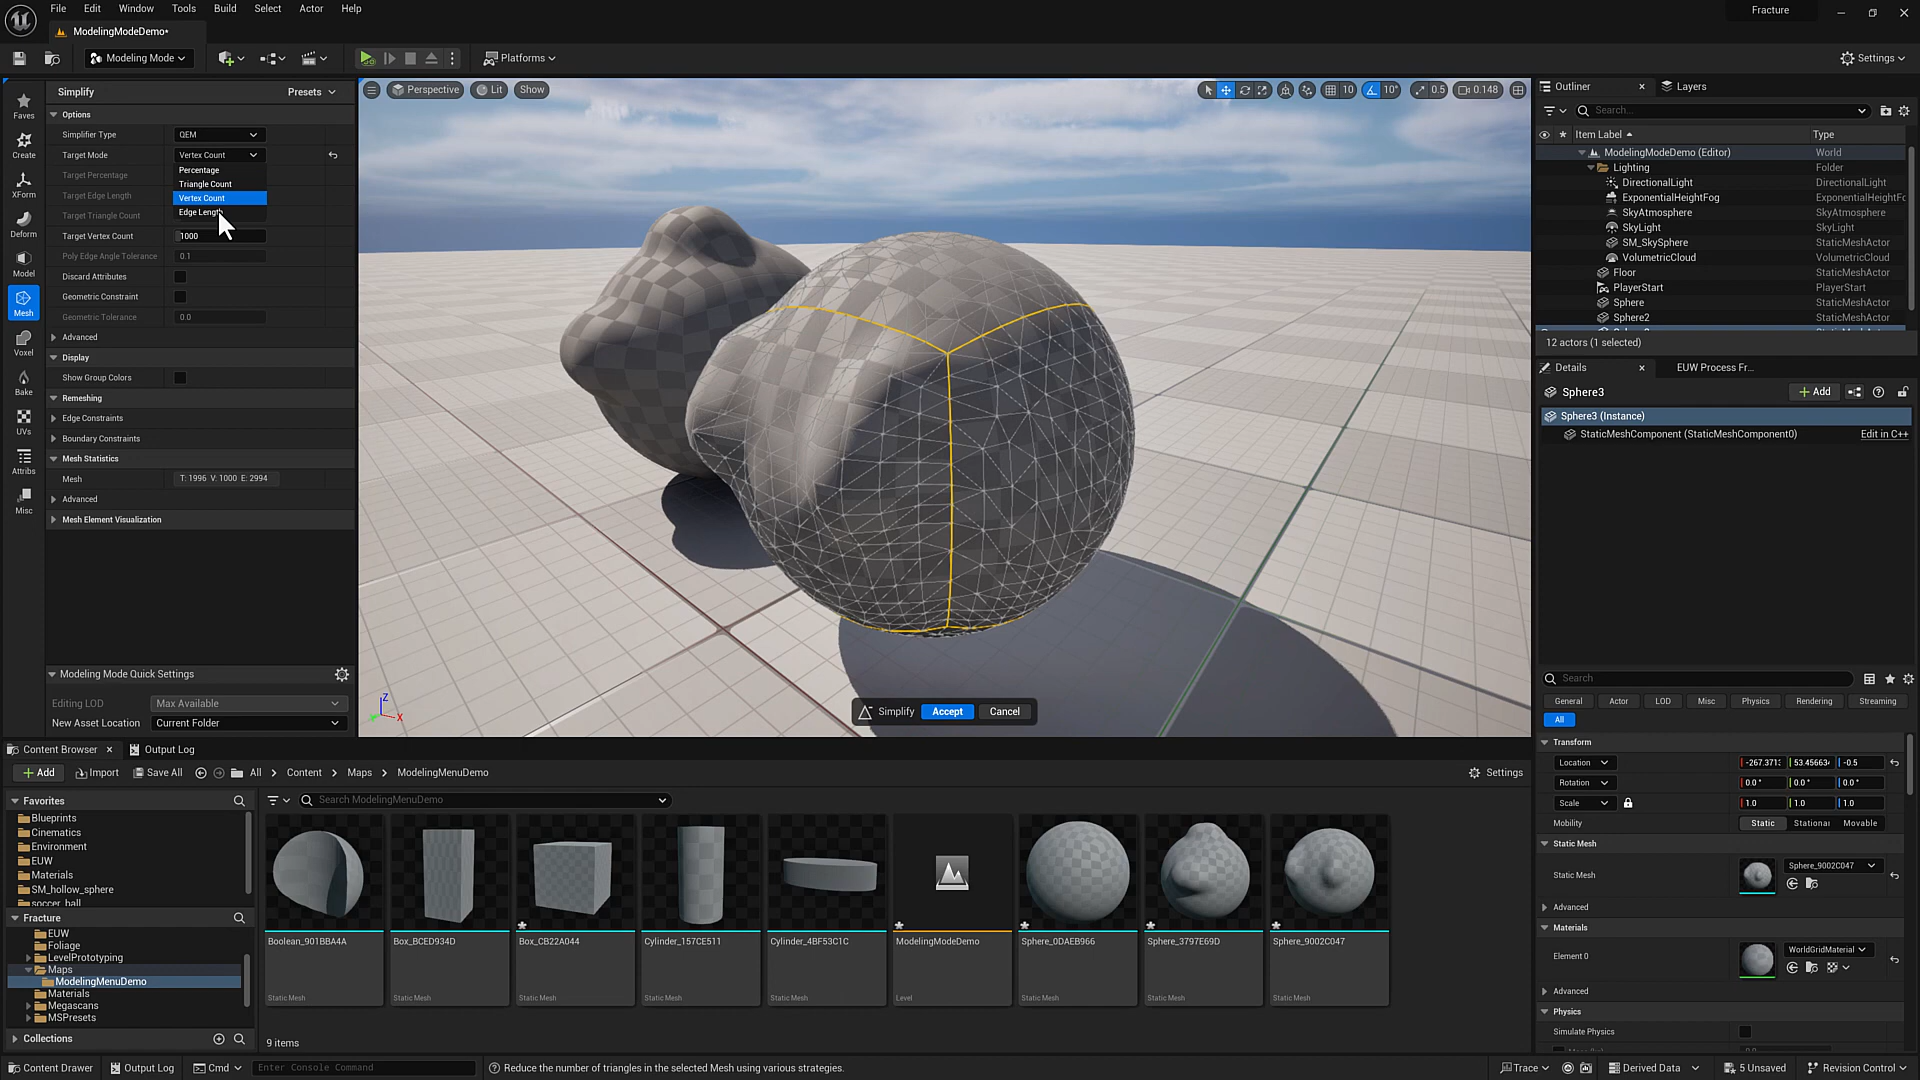 File Edit Window Tools Build Select Actor Help
Fracture
ModelingModeDemo*
Modeling Mode
Platforms
Settings
Simplify Presets
Options
Simplifier Type QEM
Target Mode Vertex Count
Target Percentage
Percentage
Triangle Count
Target Edge Length
Vertex Count
Edge Length
Target Triangle Count
Target Vertex Count 1000
Poly Edge Angle Tolerance 0.1
Discard Attributes
Geometric Constraint
Geometric Tolerance 0.0
Advanced
Display
Show Group Colors
Remeshing
Edge Constraints
Boundary Constraints
Mesh Statistics
Mesh T: 1996 V: 1000 E: 2994
Advanced
Mesh Element Visualization
Faves
Create
XForm
Deform
Model
Mesh
Voxel
Bake
UVs
Attribs
Misc
Modeling Mode Quick Settings
Editing LOD Max Available
New Asset Location Current Folder
Perspective Lit Show
10 10° 0.5 0.148
Z
X
Simplify Accept Cancel
Outliner Layers
Search...
Item Label Type
ModelingModeDemo (Editor) World
Lighting Folder
DirectionalLight DirectionalLight
ExponentialHeightFog ExponentialHeightFo
SkyAtmosphere SkyAtmosphere
SkyLight SkyLight
SM_SkySphere StaticMeshActor
VolumetricCloud VolumetricCloud
Floor StaticMeshActor
PlayerStart PlayerStart
Sphere StaticMeshActor
Sphere2 StaticMeshActor
12 actors (1 selected)
Details EUW Process Fr...
Sphere3 + Add
Sphere3 (Instance)
StaticMeshComponent (StaticMeshComponent0) Edit in C++
Search
General Actor LOD Misc Physics Rendering Streaming
All
Transform
Location -267.371 53.45663 -0.5
Rotation 0.0° 0.0° 0.0°
Scale 1.0 1.0 1.0
Mobility Static Stationar Movable
Static Mesh
Static Mesh Sphere_9002C047
Advanced
Materials
Element 0 WorldGridMaterial
Advanced
Physics
Simulate Physics
Content Browser Output Log
+ Add Import Save All All > Content > Maps > ModelingMenuDemo Settings
Favorites
Blueprints
Cinematics
Environment
EUW
Materials
SM_hollow_sphere
soccer_ball
Fracture
EUW
Foliage
LevelPrototyping
Maps
ModelingMenuDemo
Materials
Megascans
MSPresets
Collections
Search ModelingMenuDemo
Boolean_901BBA4A
Static Mesh
Box_BCED934D
Static Mesh
Box_CB22A044
Static Mesh
Cylinder_157CE511
Static Mesh
Cylinder_4BF53C1C
Static Mesh
ModelingModeDemo
Level
Sphere_0DAEB966
Static Mesh
Sphere_3797E69D
Static Mesh
Sphere_9002C047
Static Mesh
9 items
Content Drawer Output Log Cmd Enter Console Command Reduce the number of triangles in the selected Mesh using various strategies. Trace Derived Data 5 Unsaved Revision Control